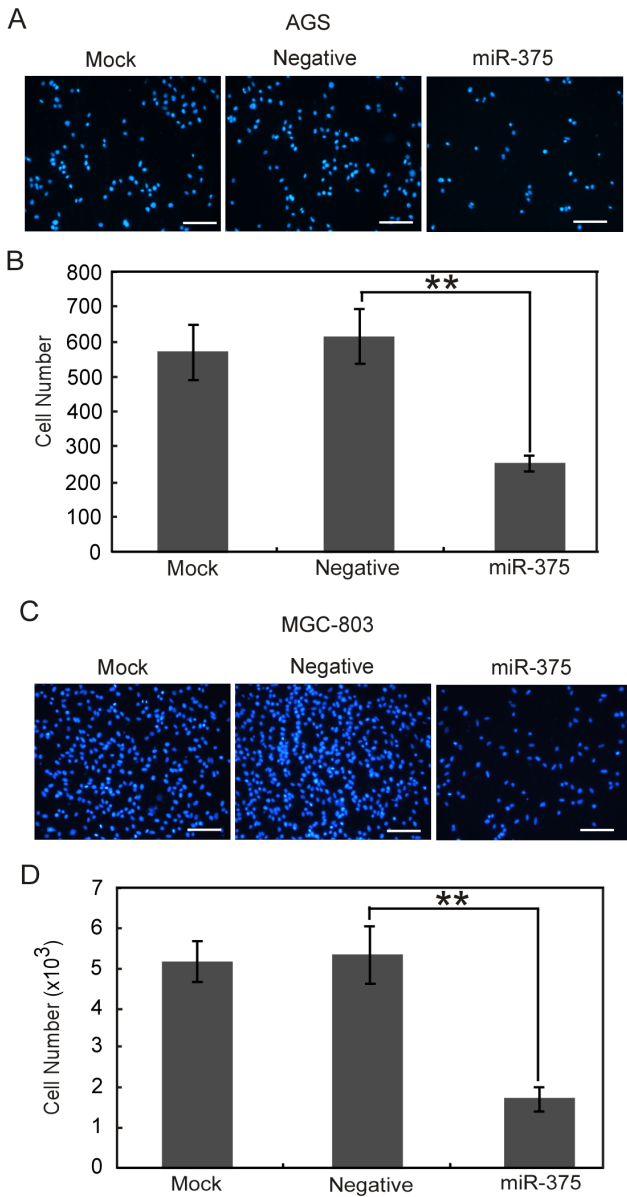 A
AGS
Mock Negative miR-375
B
800
700
600
500
400
300
200
100
0
Cell Number
**
Mock Negative miR-375
C
MGC-803
Mock Negative miR-375
D
7
6
5
4
3
2
1
0
Cell Number (x10³)
**
Mock Negative miR-375